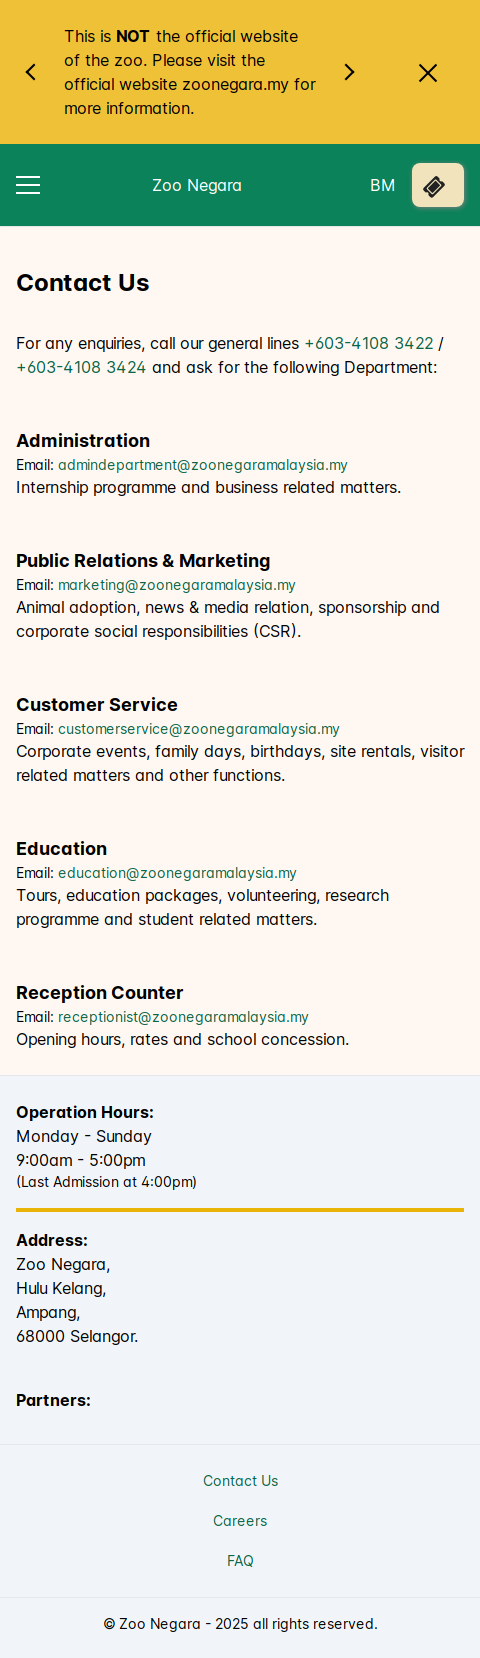 This is NOT the official website
of the zoo. Please visit the
official website zoonegara.my for
more information.
Zoo Negara
BM
Contact Us
For any enquiries, call our general lines +603-4108 3422 /
+603-4108 3424 and ask for the following Department:
Administration
Email: admindepartment@zoonegaramalaysia.my
Internship programme and business related matters.
Public Relations & Marketing
Email: marketing@zoonegaramalaysia.my
Animal adoption, news & media relation, sponsorship and
corporate social responsibilities (CSR).
Customer Service
Email: customerservice@zoonegaramalaysia.my
Corporate events, family days, birthdays, site rentals, visitor
related matters and other functions.
Education
Email: education@zoonegaramalaysia.my
Tours, education packages, volunteering, research
programme and student related matters.
Reception Counter
Email: receptionist@zoonegaramalaysia.my
Opening hours, rates and school concession.
Operation Hours:
Monday - Sunday
9:00am - 5:00pm
(Last Admission at 4:00pm)
Address:
Zoo Negara,
Hulu Kelang,
Ampang,
68000 Selangor.
Partners:
Contact Us
Careers
FAQ
© Zoo Negara - 2025 all rights reserved.